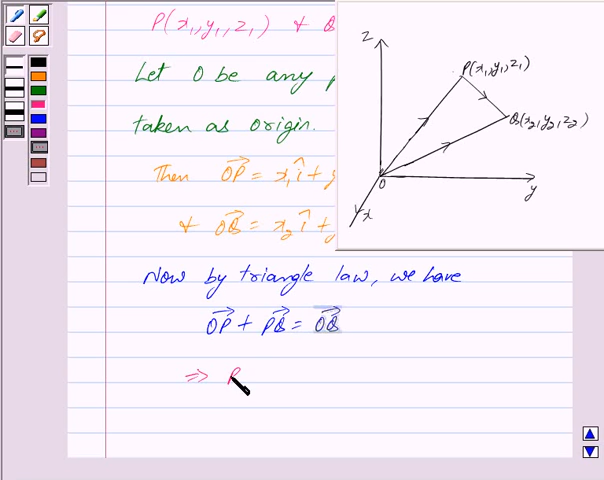 P(x₁, y₁, z₁) & Q
Let O be any p
taken as origin.
Then OP⃗ = x₁î + y
& OQ⃗ = x₂î + y
Now by triangle law, we have
OP⃗ + PQ⃗ = OQ⃗
⇒ P
z
P(x₁, y₁, z₁)
Q(x₂, y₂, z₂)
O
y
x